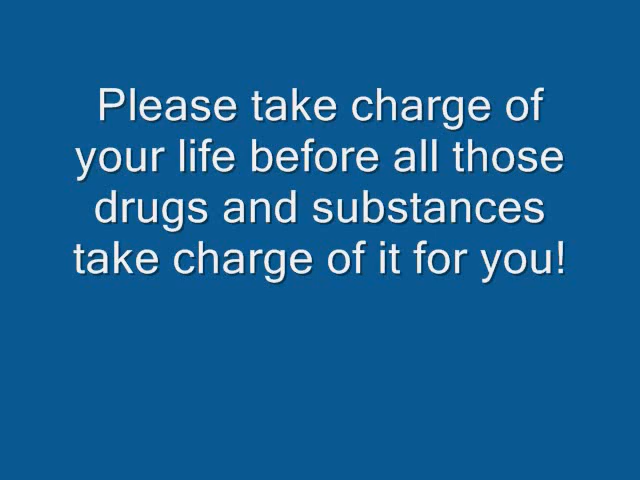 Please take charge of
your life before all those
drugs and substances
take charge of it for you!